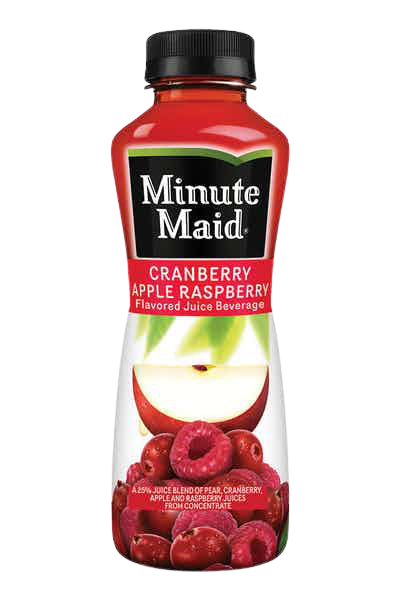 Minute
Maid®
CRANBERRY
APPLE RASPBERRY
Flavored Juice Beverage
A 25% JUICE BLEND OF PEAR, CRANBERRY,
APPLE AND RASPBERRY JUICES
FROM CONCENTRATE